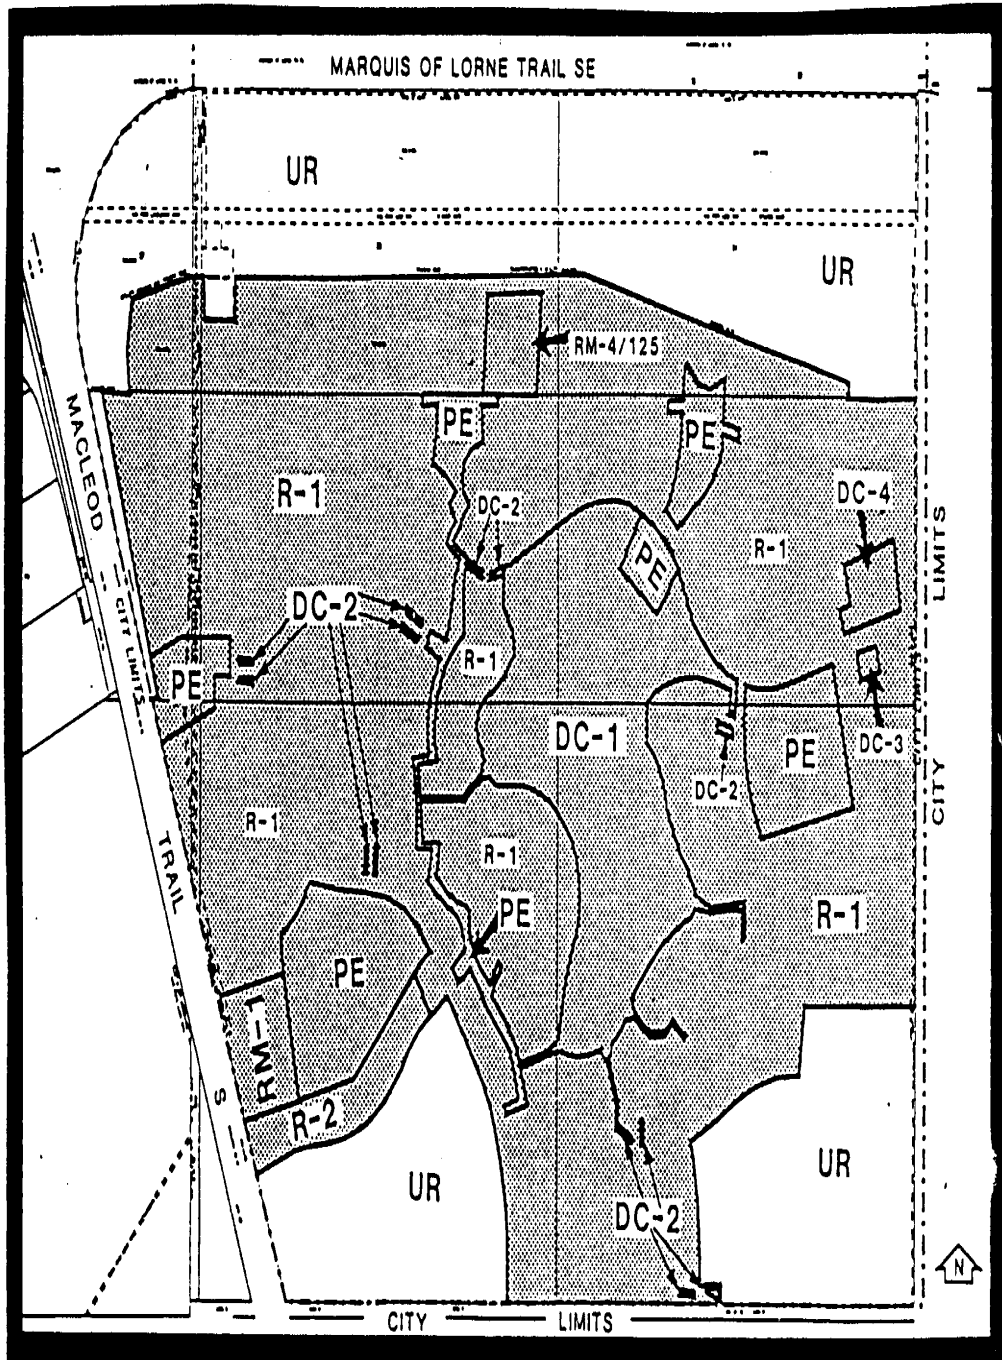 MARQUIS OF LORNE TRAIL SE
UR
UR
RM-4/125
PE
PE
R-1
DC-2
DC-4
R-1
PE
DC-2
R-1
PE
DC-1
PE
DC-3
DC-2
R-1
R-1
PE
R-1
PE
RM-1
R-2
UR
UR
DC-2
MACLEOD
TRAIL
S
CITY LIMITS
CITY LIMITS
CITY LIMITS
N